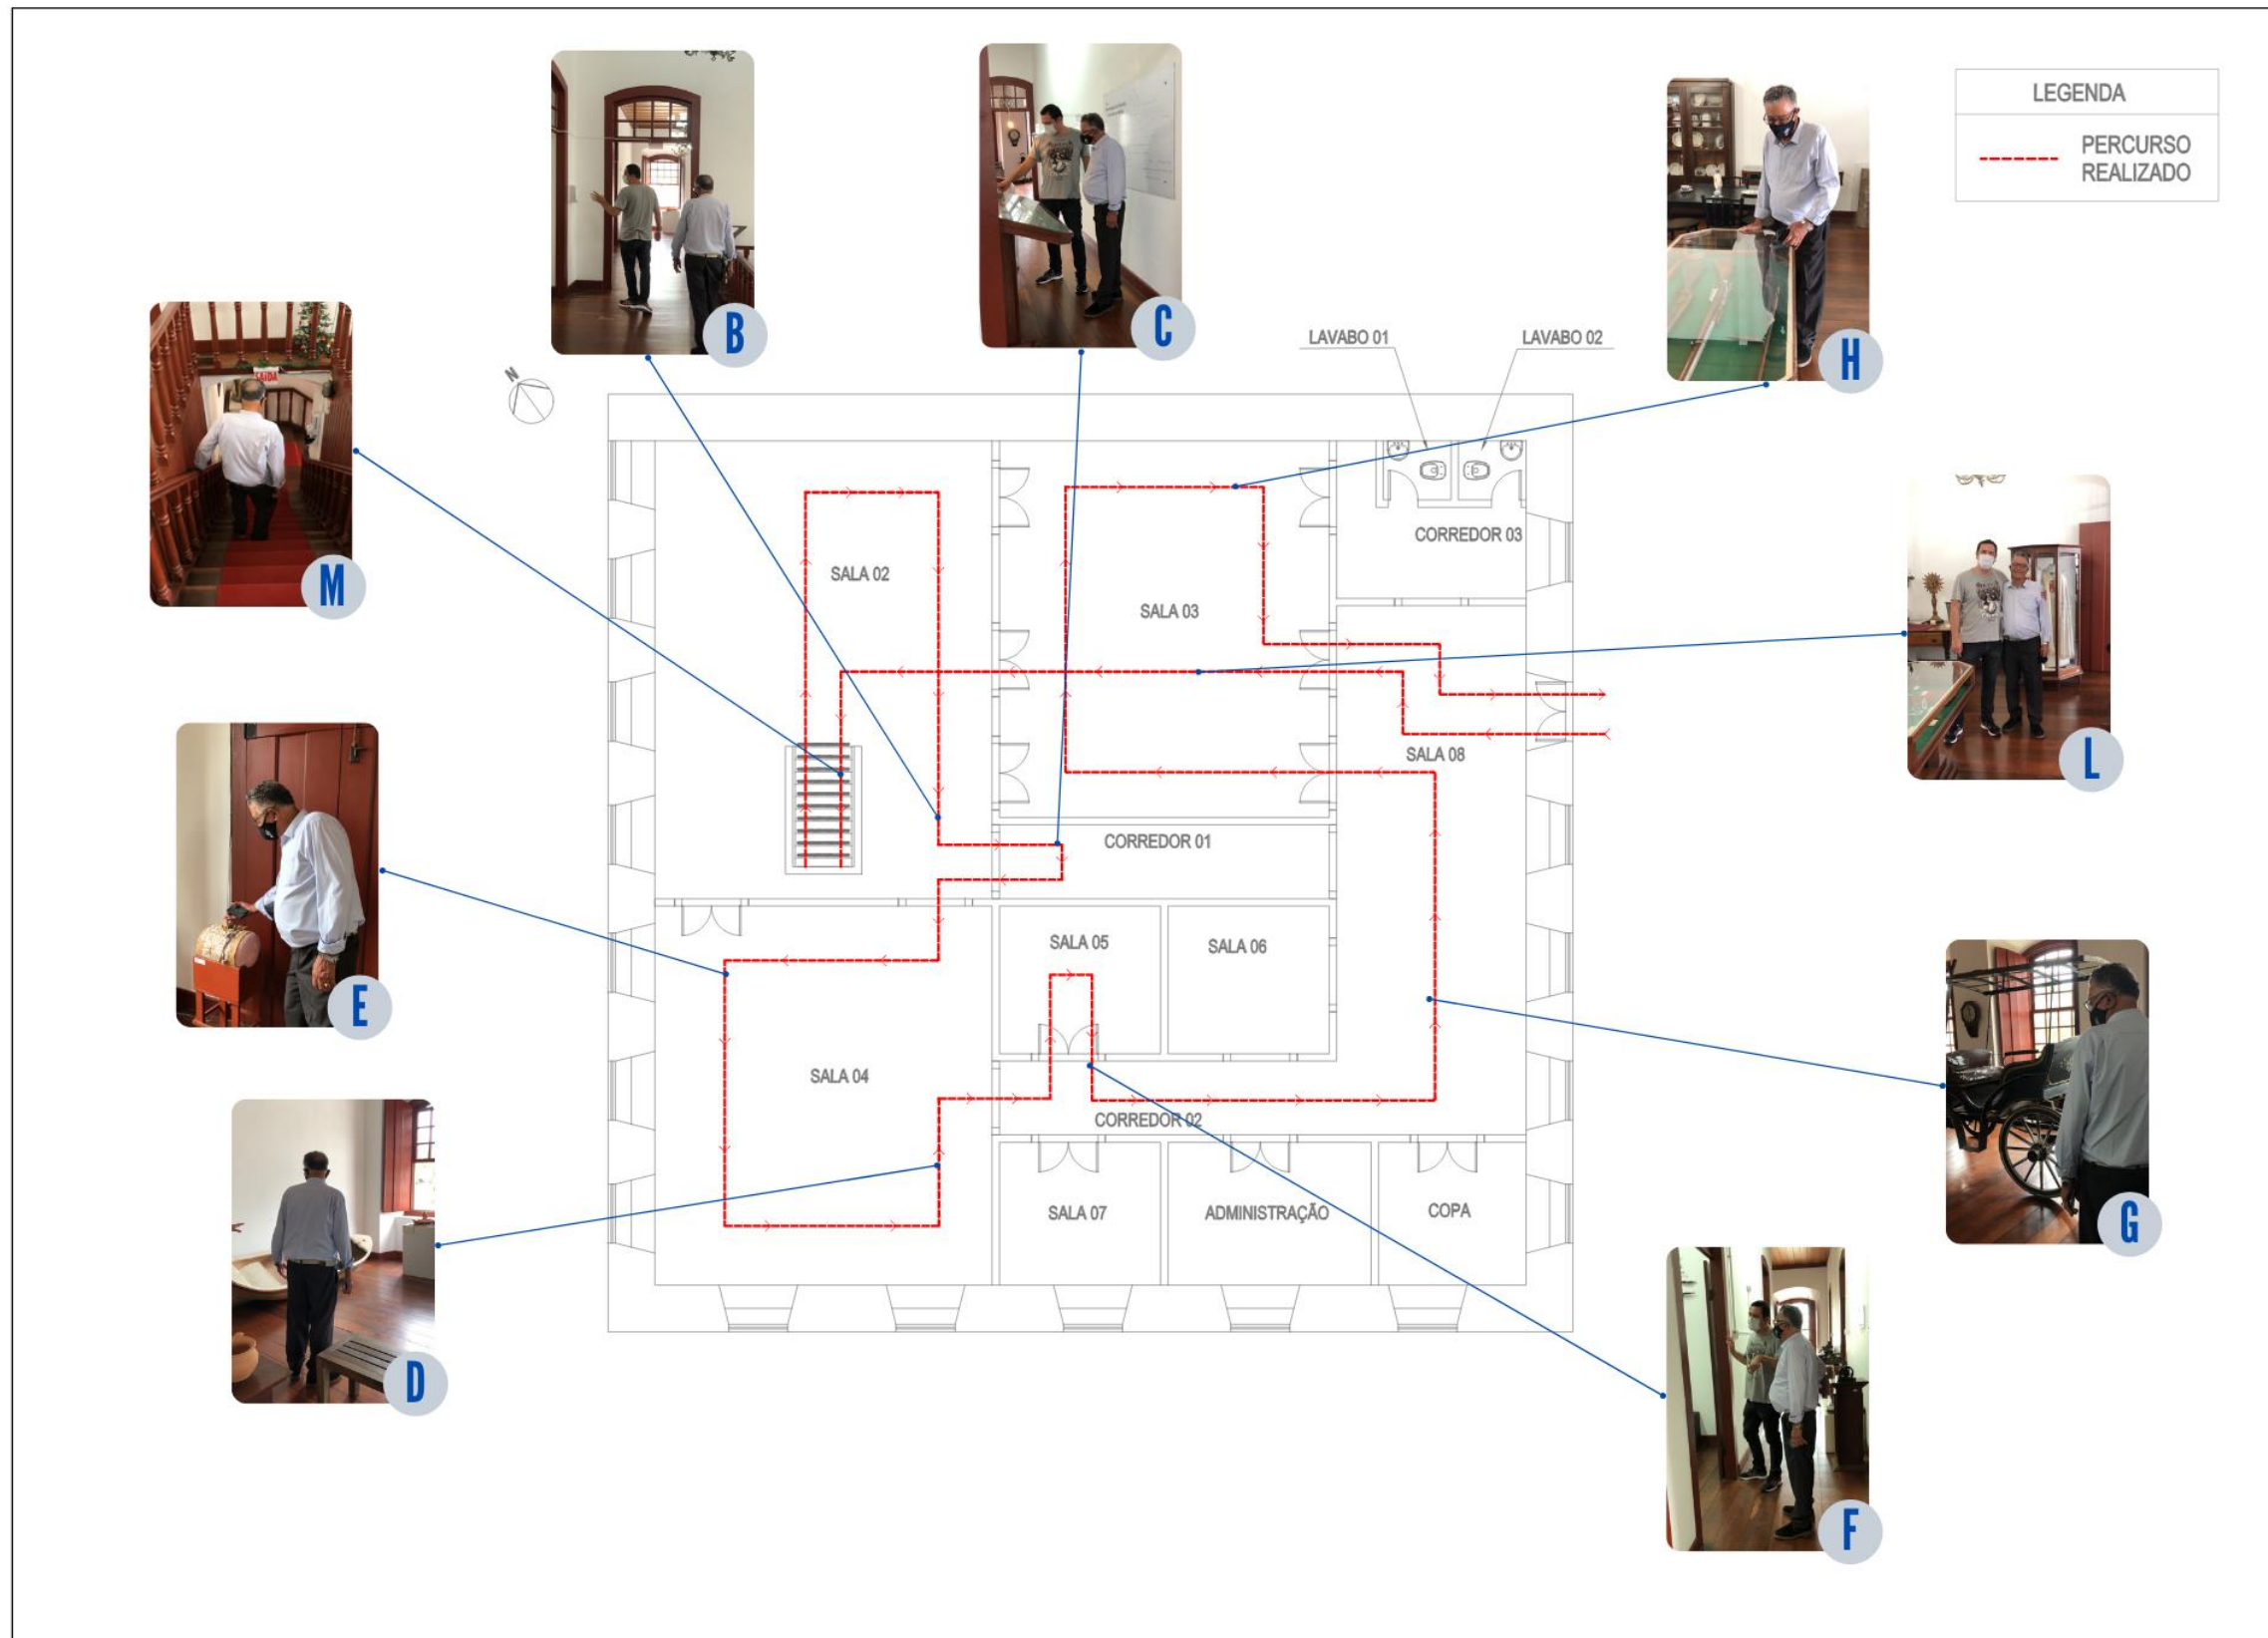 B
C
H
LEGENDA
PERCURSO
REALIZADO
M
SAÍDA
N
LAVABO 01
LAVABO 02
CORREDOR 03
SALA 02
SALA 03
L
SALA 08
E
CORREDOR 01
SALA 05
SALA 06
SALA 04
G
D
CORREDOR 02
SALA 07
ADMINISTRAÇÃO
COPA
F